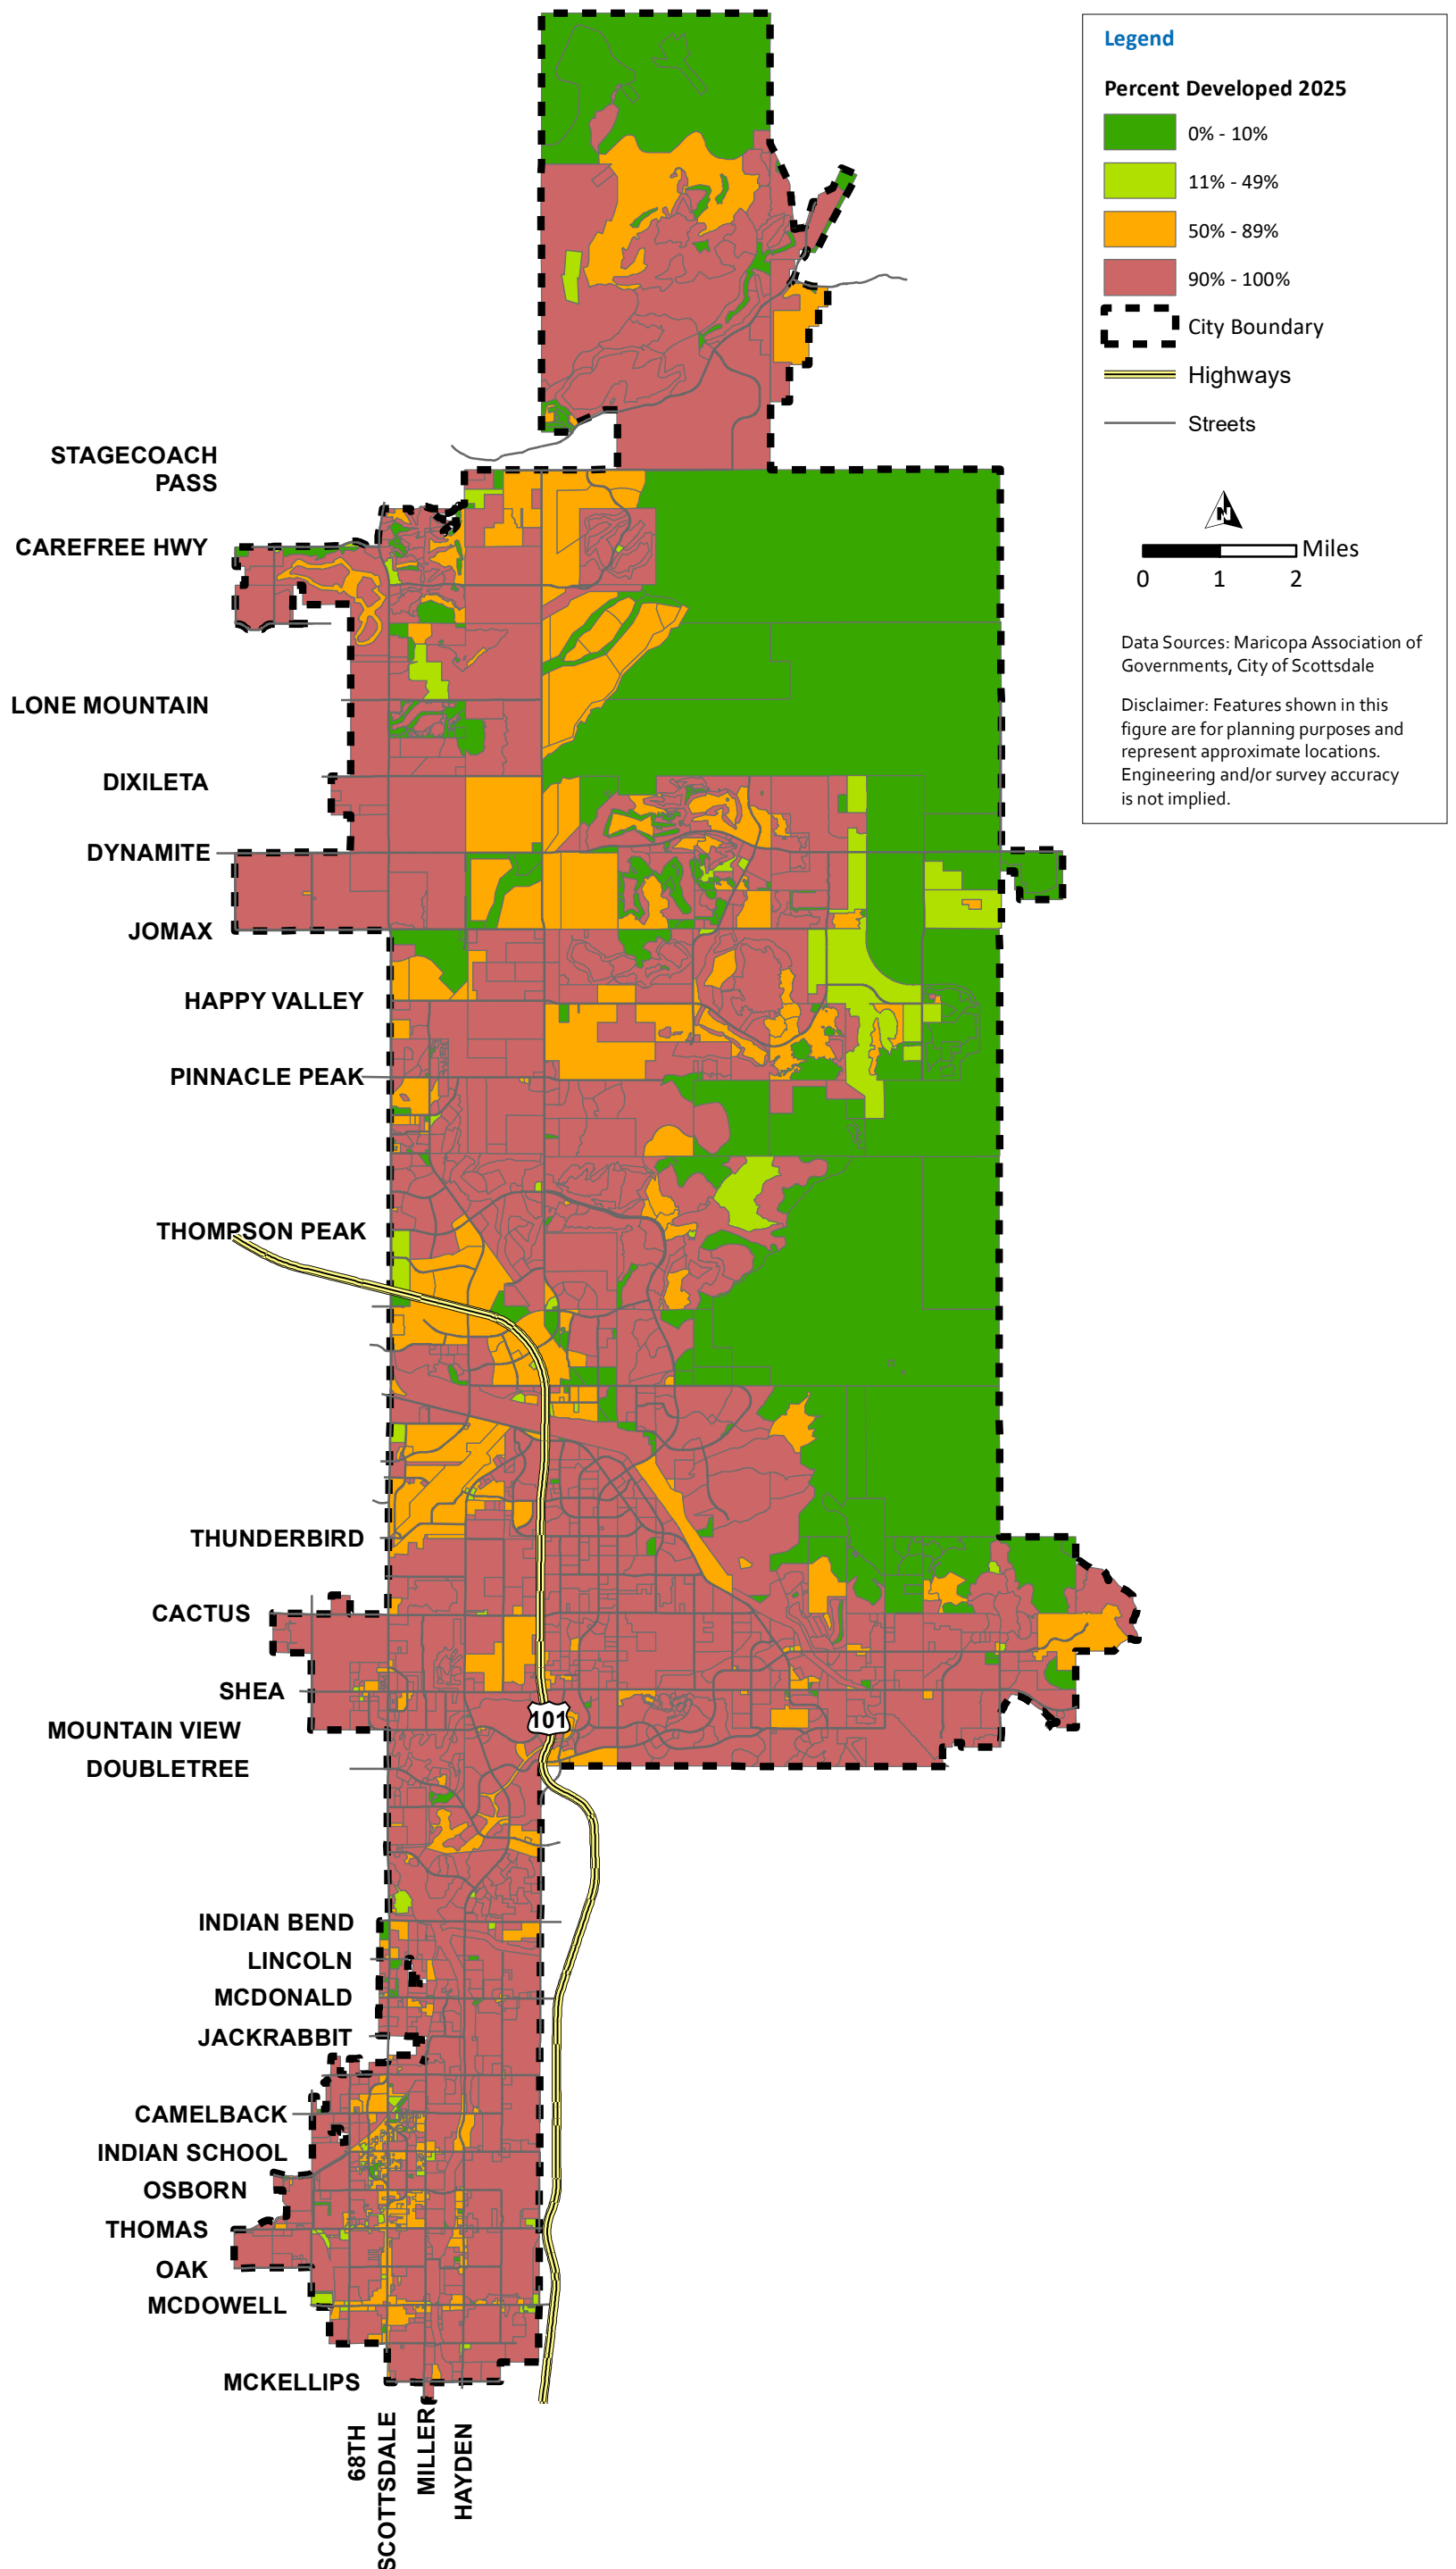 Legend
Percent Developed 2025
0% - 10%
11% - 49%
50% - 89%
90% - 100%
City Boundary
Highways
Streets
N
Miles
0 1 2
Data Sources: Maricopa Association of
Governments, City of Scottsdale
Disclaimer: Features shown in this
figure are for planning purposes and
represent approximate locations.
Engineering and/or survey accuracy
is not implied.
STAGECOACH
PASS
CAREFREE HWY
LONE MOUNTAIN
DIXILETA
DYNAMITE
JOMAX
HAPPY VALLEY
PINNACLE PEAK
THOMPSON PEAK
THUNDERBIRD
CACTUS
SHEA
101
MOUNTAIN VIEW
DOUBLETREE
INDIAN BEND
LINCOLN
MCDONALD
JACKRABBIT
CAMELBACK
INDIAN SCHOOL
OSBORN
THOMAS
OAK
MCDOWELL
MCKELLIPS
68TH
SCOTTSDALE
MILLER
HAYDEN